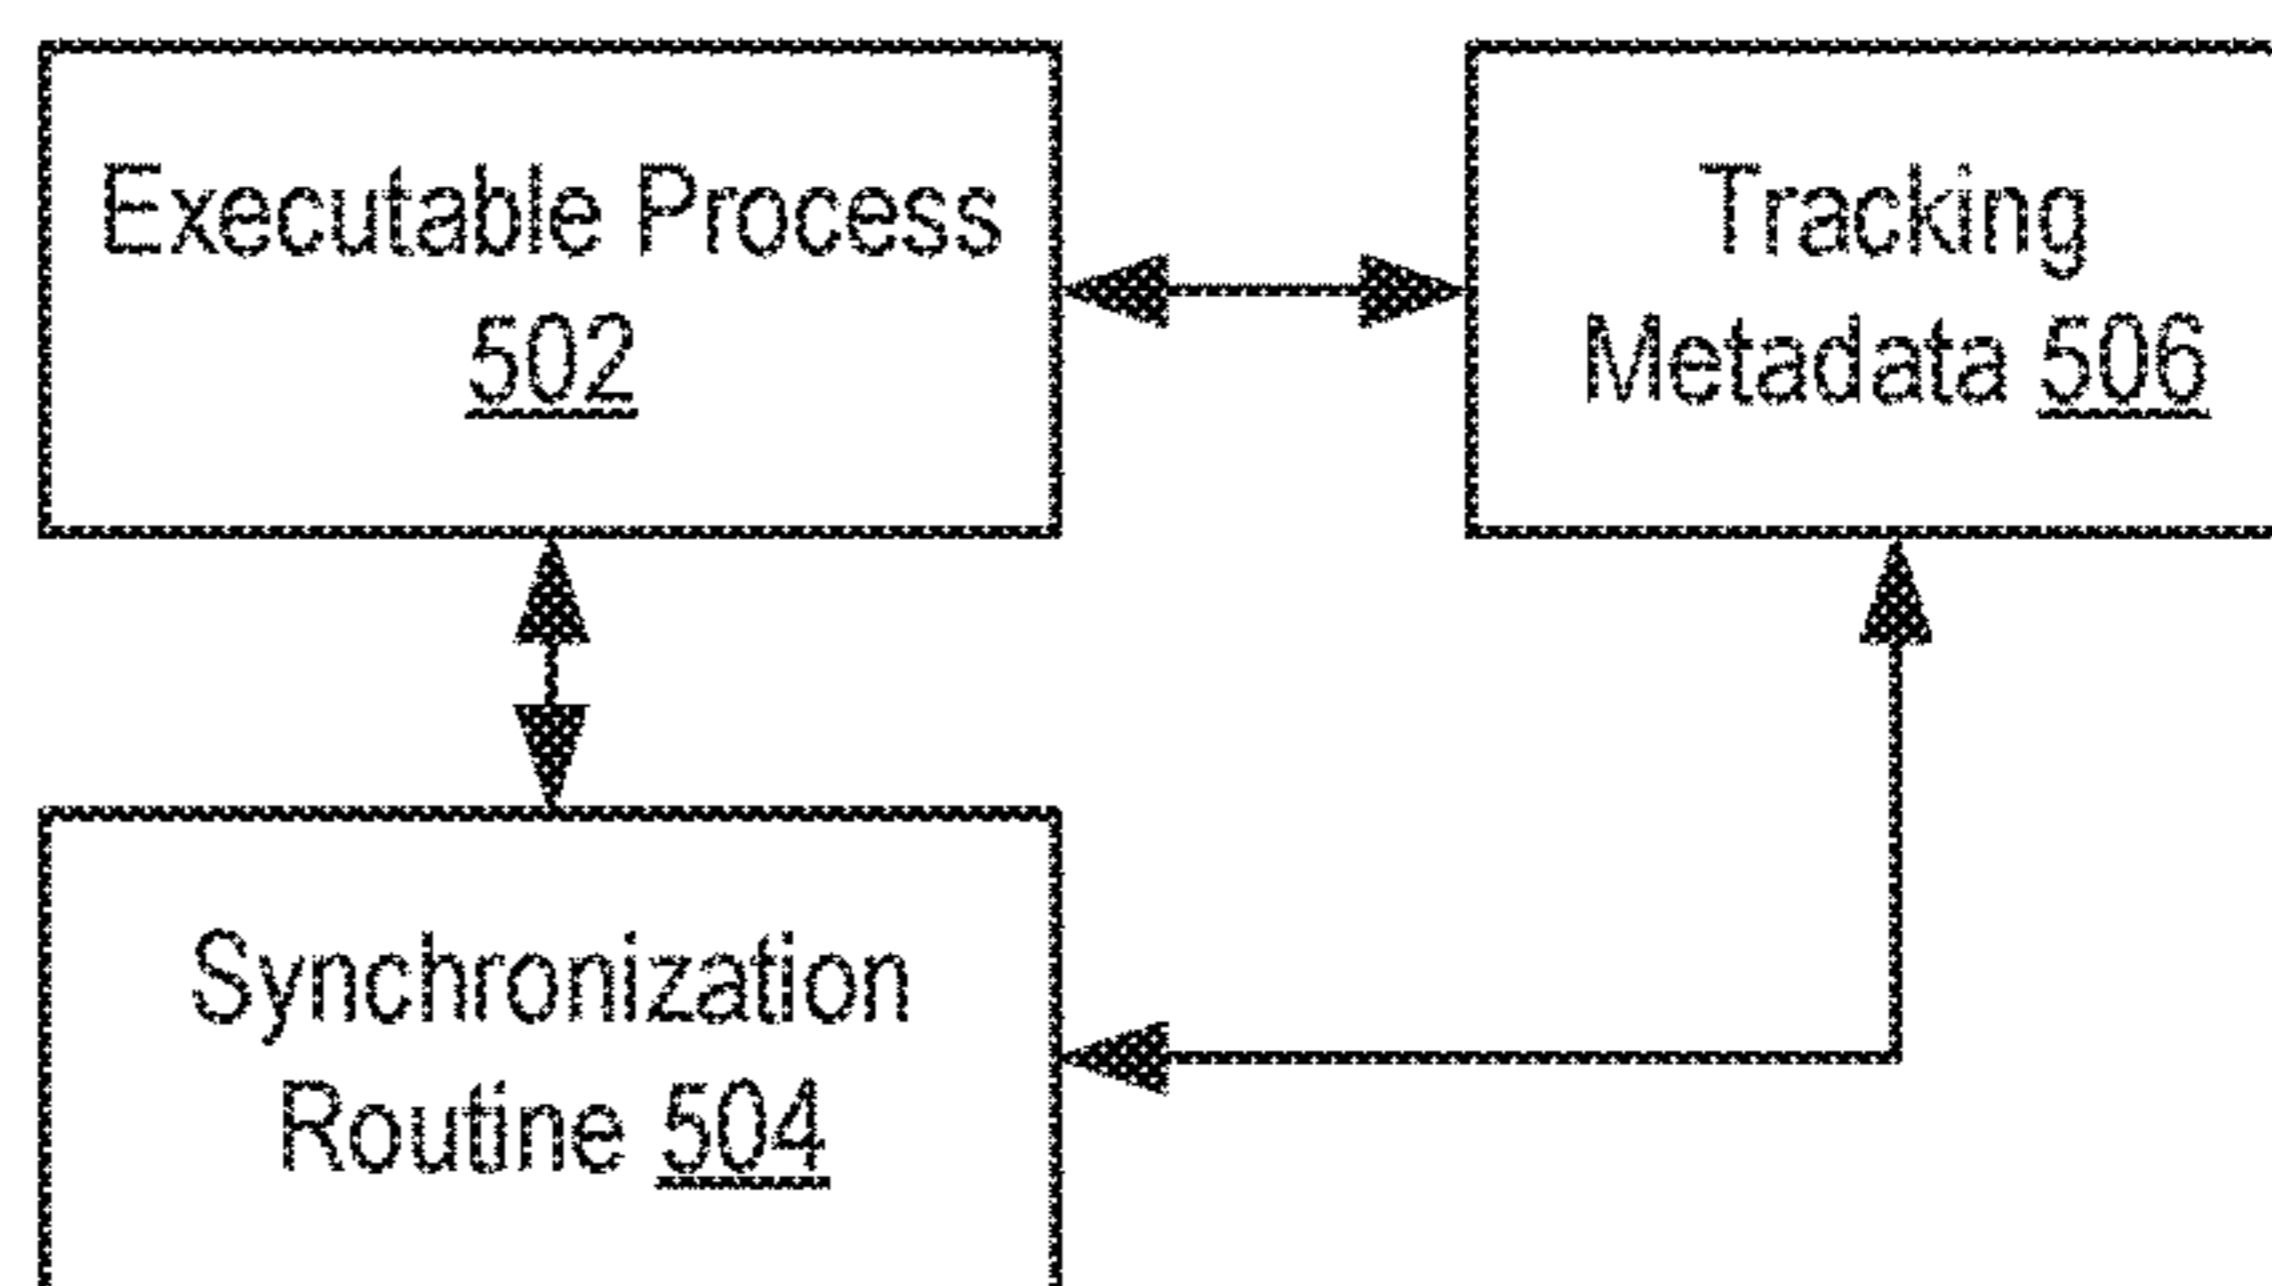 Executable Process
502
Tracking
Metadata 506
Synchronization
Routine 504